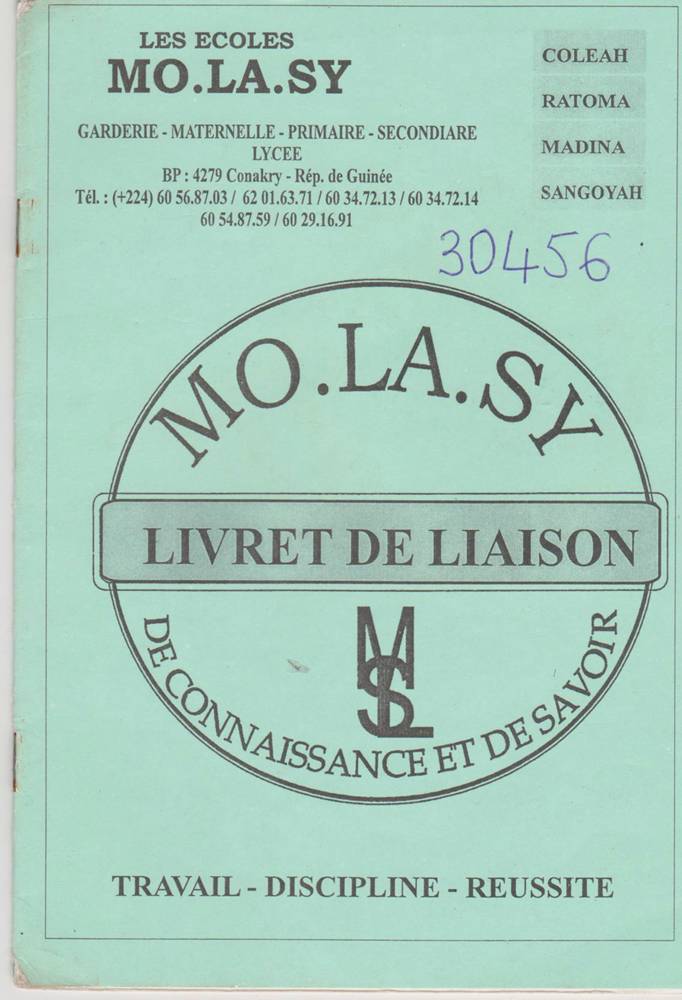 LES ECOLES
MO.LA.SY
GARDERIE - MATERNELLE - PRIMAIRE - SECONDIARE
LYCEE
BP : 4279 Conakry - Rép. de Guinée
Tél. : (+224) 60 56.87.03 / 62 01.63.71 / 60 34.72.13 / 60 34.72.14
60 54.87.59 / 60 29.16.91
COLEAH
RATOMA
MADINA
SANGOYAH
30456
MO.LA.SY
LIVRET DE LIAISON
MSL
DE CONNAISSANCE ET DE SAVOIR
TRAVAIL - DISCIPLINE - REUSSITE